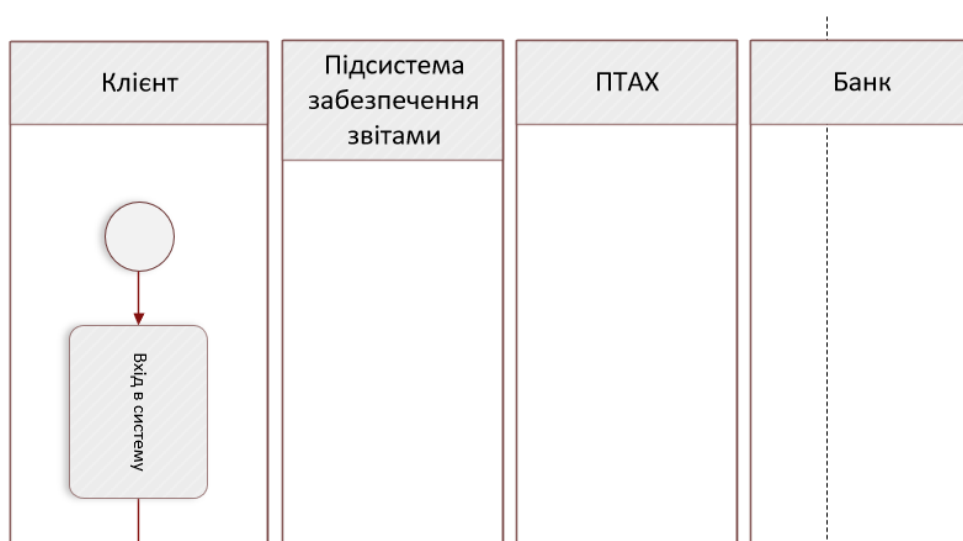 Клієнт
Підсистема
забезпечення
звітами
ПТАХ
Банк
Вхід в систему